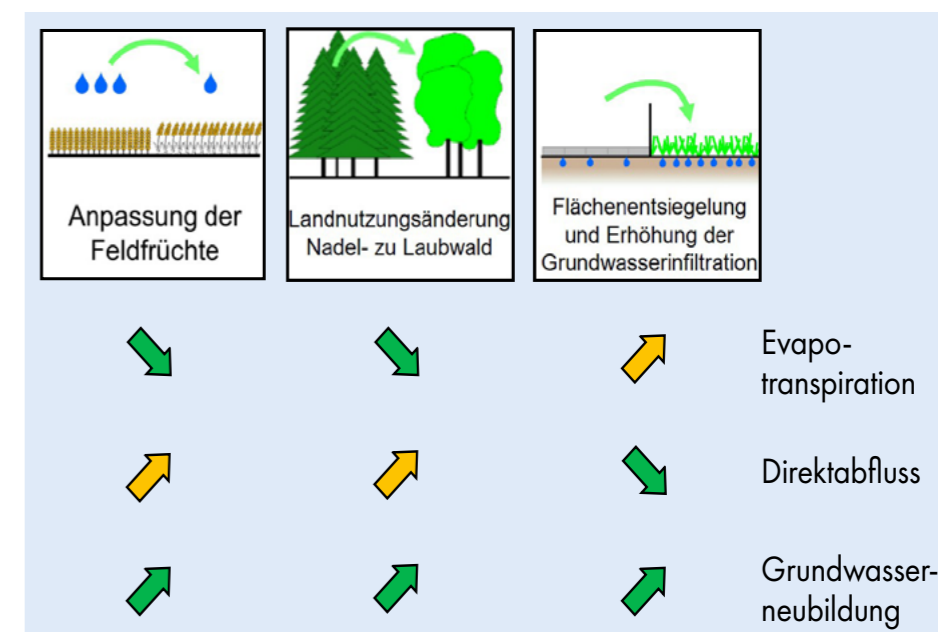 Anpassung der
Feldfrüchte
Landnutzungsänderung
Nadel- zu Laubwald
Flächenentsiegelung
und Erhöhung der
Grundwasserinfiltration
Evapo-
transpiration
Direktabfluss
Grundwasser-
neubildung